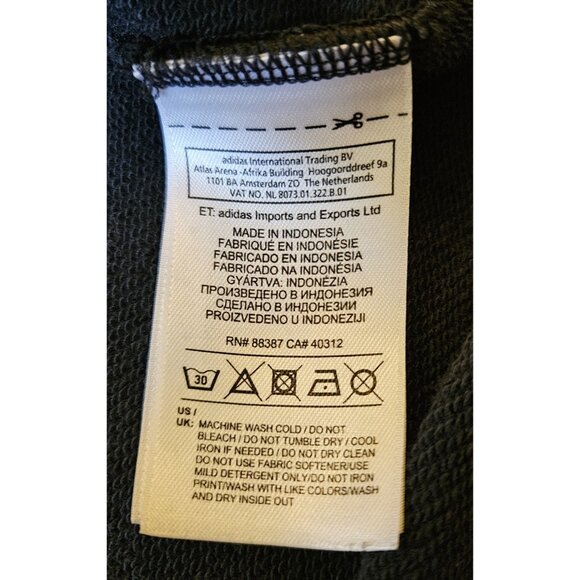 adidas International Trading BV
Atlas Arena -Afrika Building Hoogoorddreef 9a
1101 BA Amsterdam ZO The Netherlands
VAT NO. NL 8073.01.322.B.01
ET: adidas Imports and Exports Ltd
MADE IN INDONESIA
FABRIQUÉ EN INDONÉSIE
FABRICADO EN INDONESIA
FABRICADO NA INDONÉSIA
GYÁRTVA: INDONÉZIA
ПРОИЗВЕДЕНО В ИНДОНЕЗИЯ
СДЕЛАНО В ИНДОНЕЗИИ
PROIZVEDENO U INDONEZIJI
RN# 88387 CA# 40312
30
US /
UK: MACHINE WASH COLD / DO NOT
BLEACH / DO NOT TUMBLE DRY / COOL
IRON IF NEEDED / DO NOT DRY CLEAN
DO NOT USE FABRIC SOFTENER/USE
MILD DETERGENT ONLY/DO NOT IRON
PRINT/WASH WITH LIKE COLORS/WASH
AND DRY INSIDE OUT